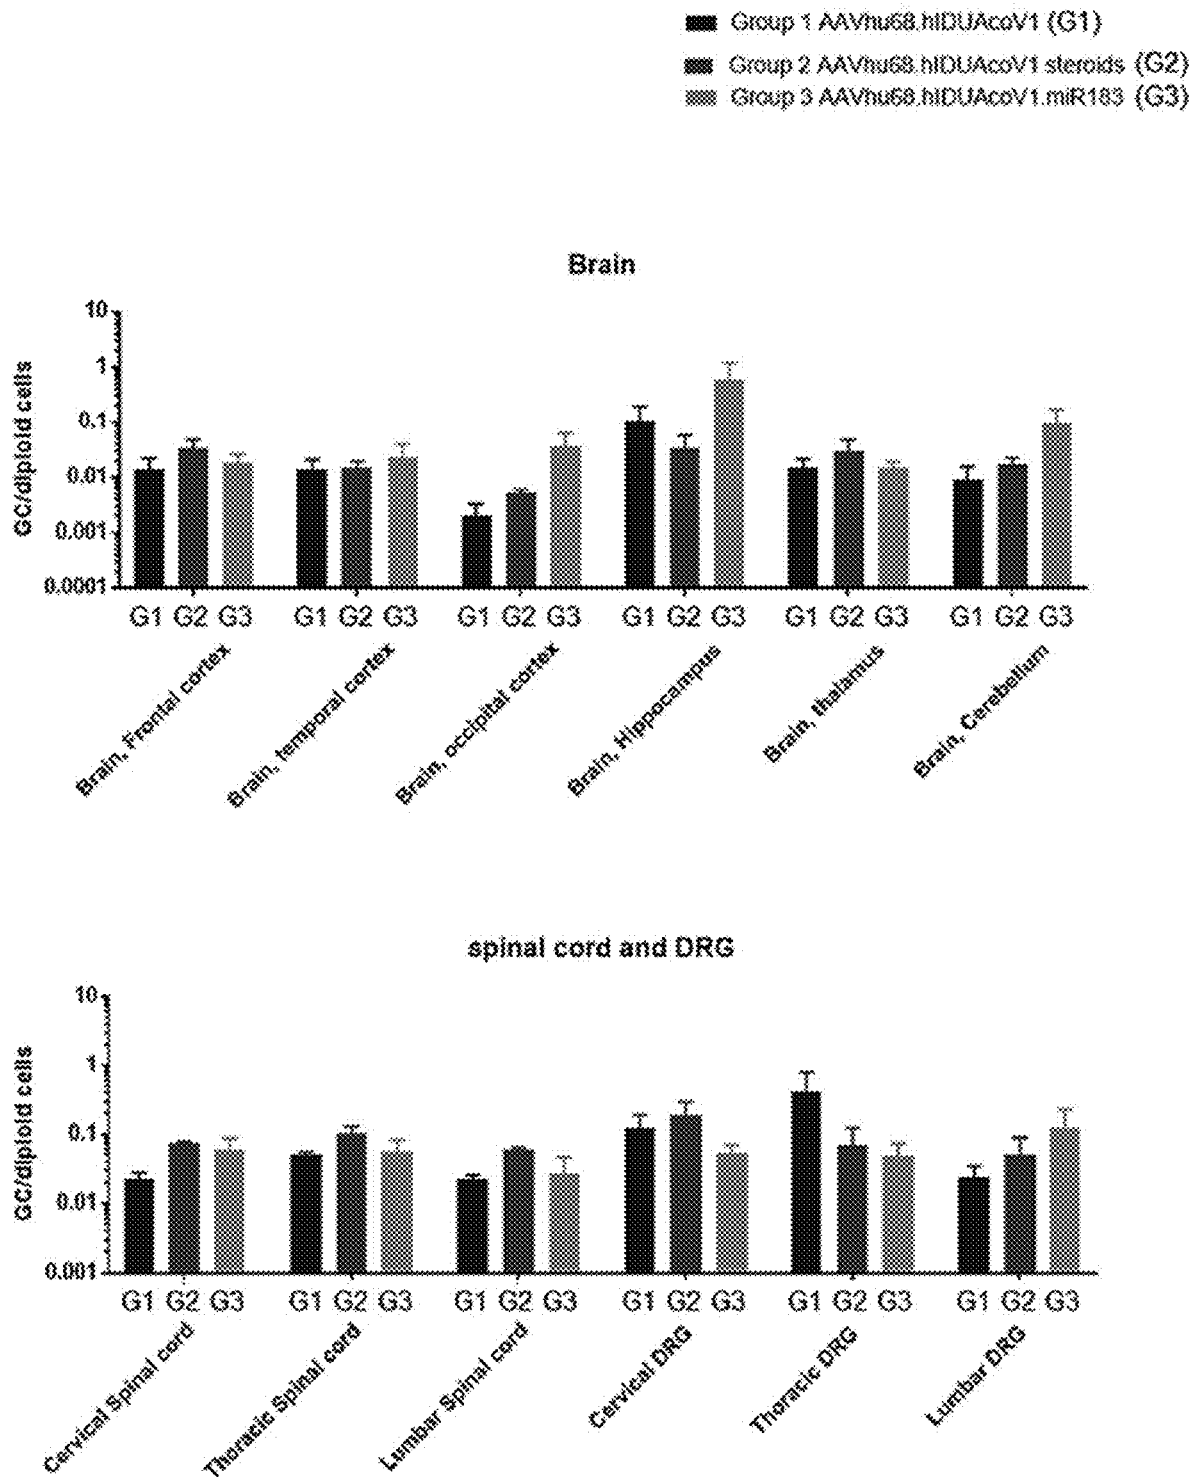 Group 1 AAVhu68.hIDUAcoV1 (G1)
Group 2 AAVhu68.hIDUAcoV1 steroids (G2)
Group 3 AAVhu68.hIDUAcoV1.miR183 (G3)
Brain
GC/diploid cells
10
1
0.1
0.01
0.001
0.0001
G1 G2 G3 G1 G2 G3 G1 G2 G3 G1 G2 G3 G1 G2 G3 G1 G2 G3
Brain, Frontal cortex
Brain, temporal cortex
Brain, occipital cortex
Brain, Hippocampus
Brain, thalamus
Brain, Cerebellum
spinal cord and DRG
GC/diploid cells
10
1
0.1
0.01
0.001
G1 G2 G3 G1 G2 G3 G1 G2 G3 G1 G2 G3 G1 G2 G3 G1 G2 G3
Cervical Spinal cord
Thoracic Spinal cord
Lumbar Spinal cord
Cervical DRG
Thoracic DRG
Lumbar DRG